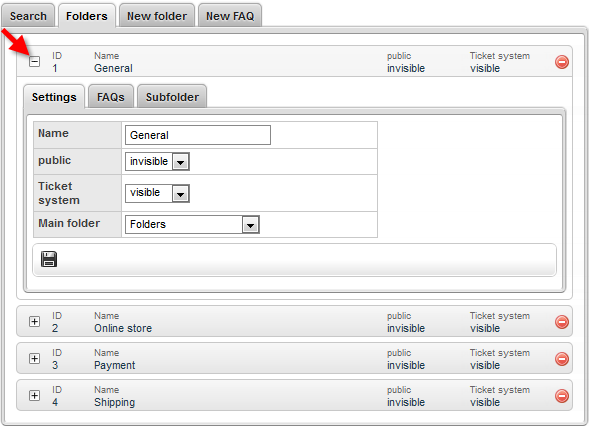 Search Folders New folder New FAQ
ID Name public Ticket system
1 General invisible visible
Settings FAQs Subfolder
Name General
public invisible
Ticket system visible
Main folder Folders
ID Name public Ticket system
2 Online store invisible visible
ID Name public Ticket system
3 Payment invisible visible
ID Name public Ticket system
4 Shipping invisible visible